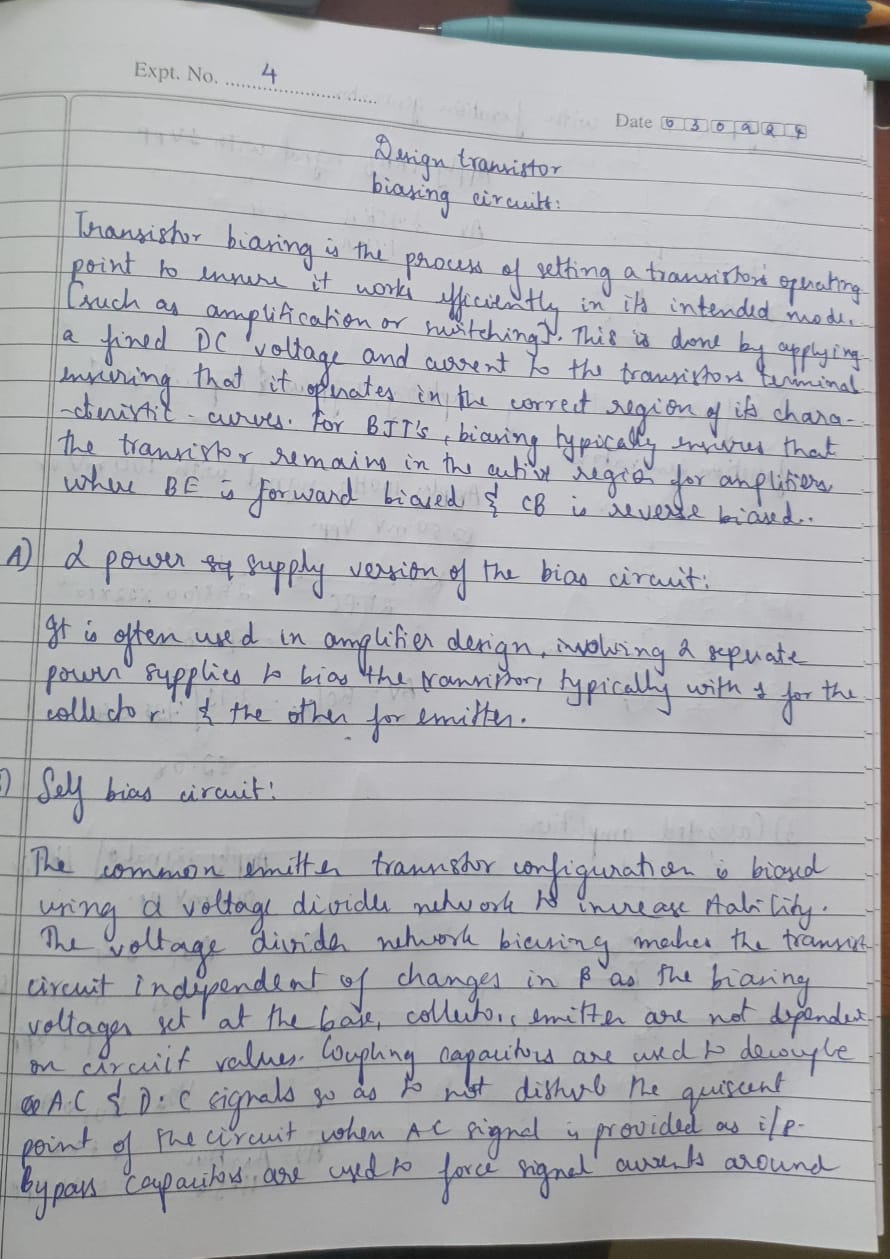 Expt. No. 4
Date 030924
Design transistor
biasing circuitt:
Transistor biasing is the process of setting a transistors operating
point to ensure it works efficiently in its intended mode.
(such as amplification or switching). This is done by applying
a fined DC voltage and current to the transistors terminal
ensuring that it operates in the correct region of its chara-
-cteristic - curves. For BJT's, biasing typically ensures that
the transistor remains in the active region for amplifiers
where BE is forward biased & CB is reverse biased..
A) 2 power supply version of the bias circuit:
It is often used in amplifier design, involving 2 seperate
power supplies to bias the transistor, typically with 1 for the
collector & the other for emitter.
) Self bias circuit:
The common emitter transistor configuration is biased
using a voltage divider network to increase stability.
The voltage divider network biasing makes the transist
circuit independent of changes in β as the biasing
voltages set at the base, collector, emitter are not dependent
on circuit values. Coupling capacitors are used to decouple
A.C & D.C signals so as to not disturb the quiscent
point of the circuit when AC signal is provided as i/p.
bypass capacitors are used to force signal currents around